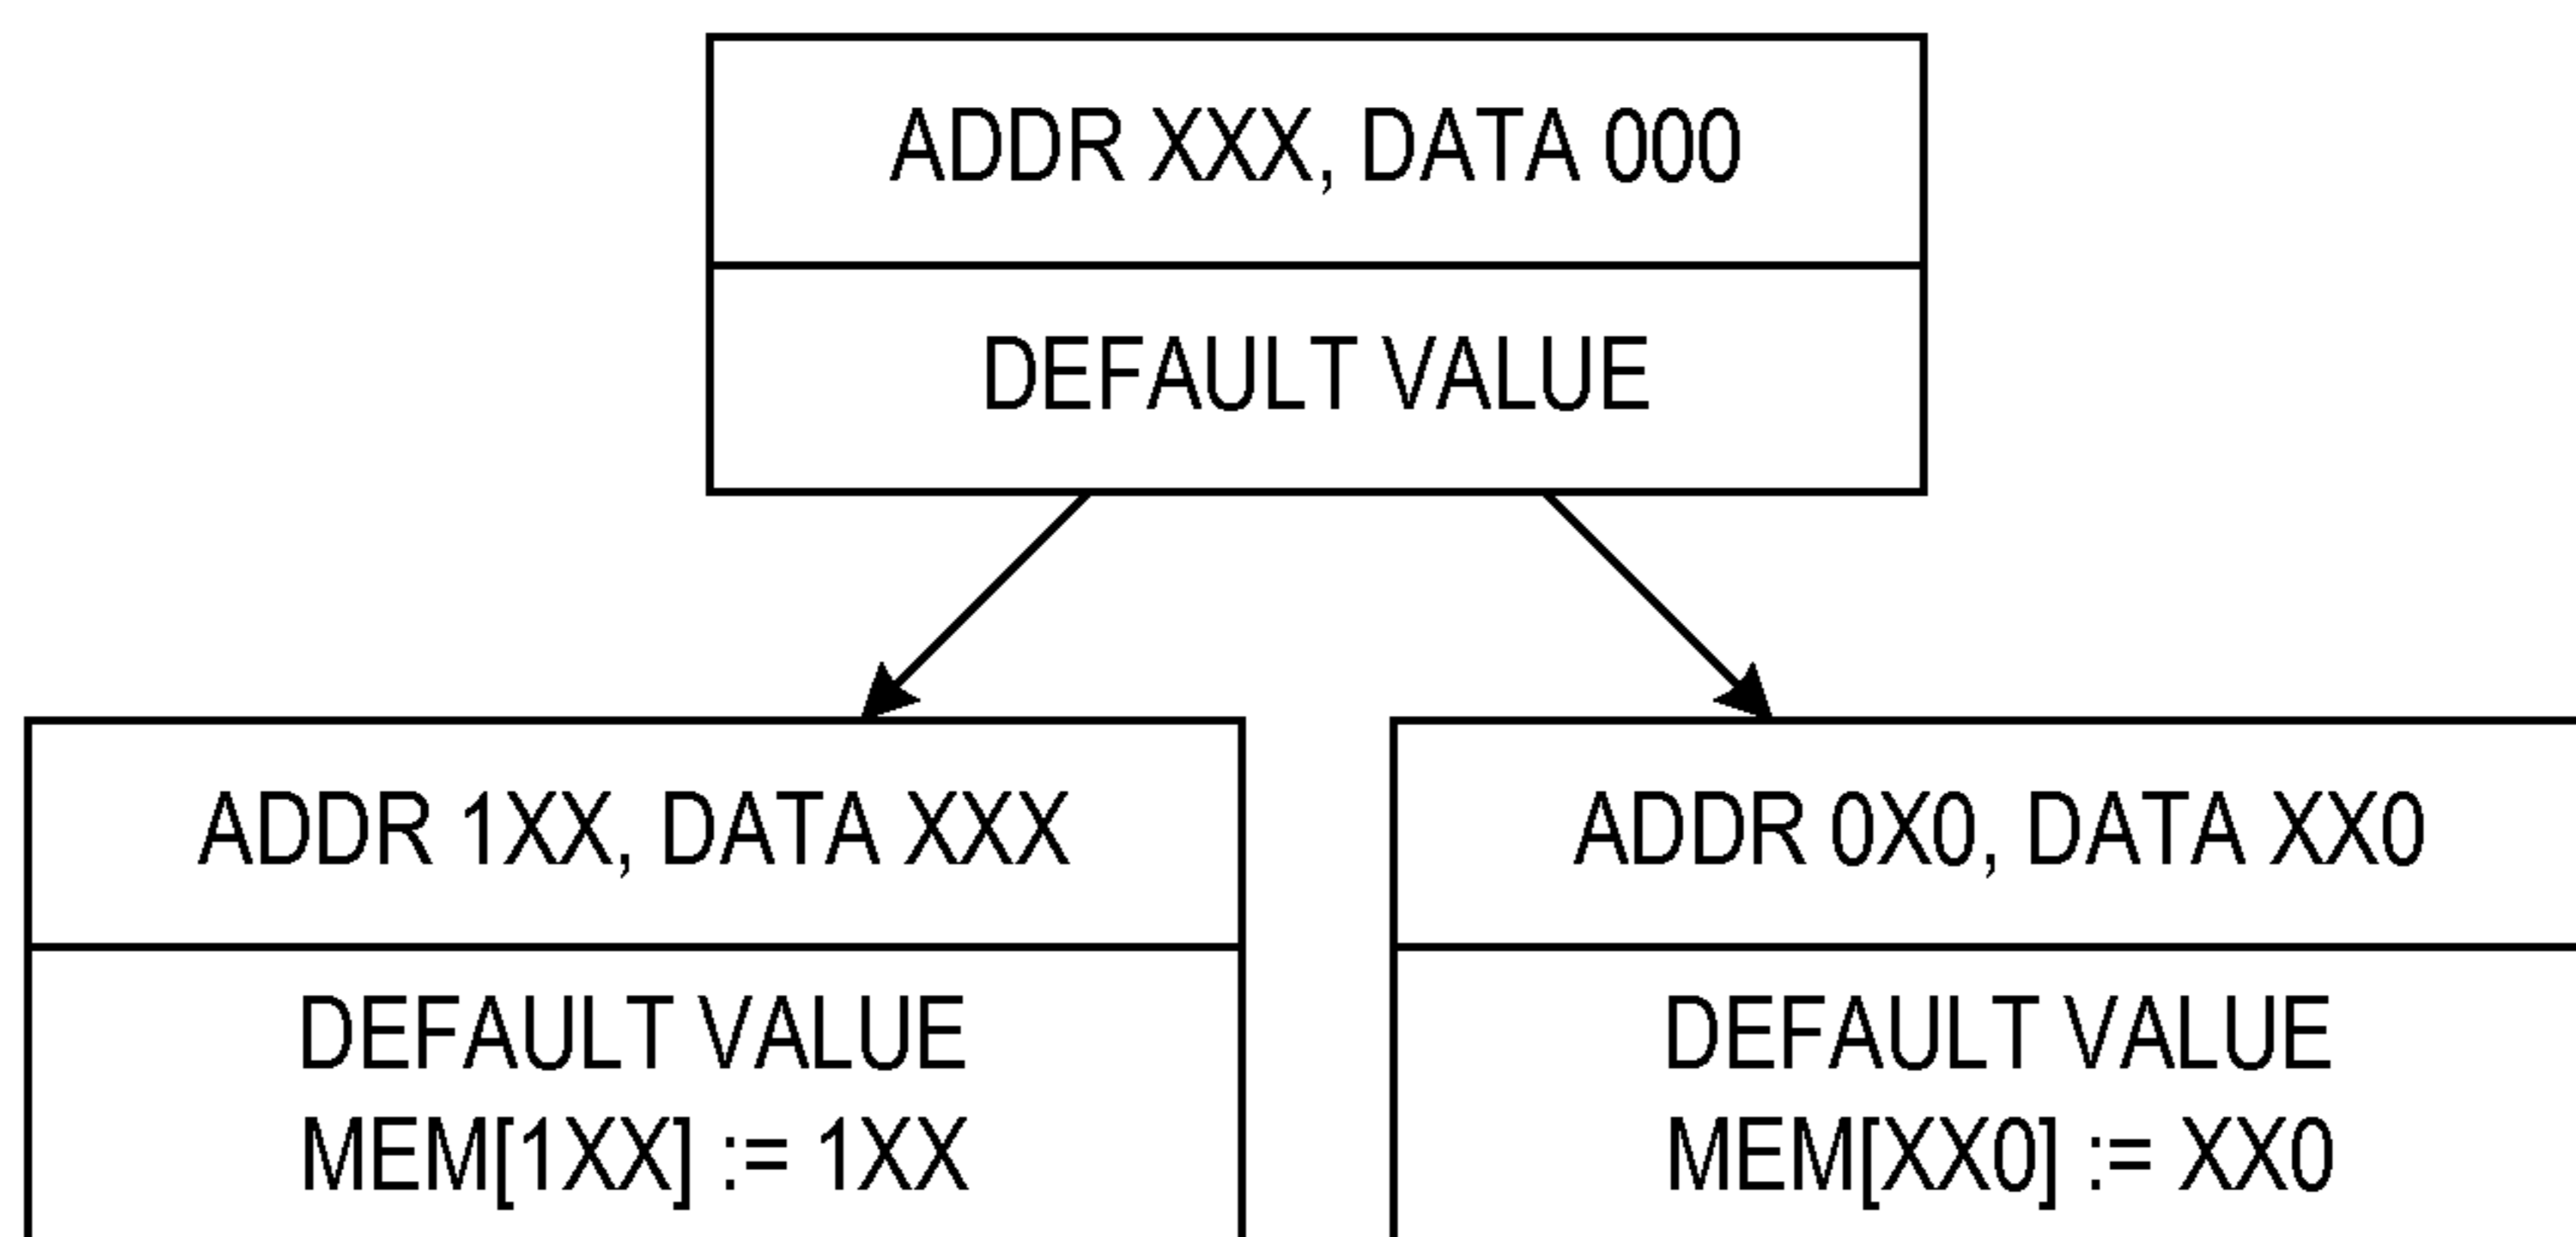 ADDR XXX, DATA 000
DEFAULT VALUE
ADDR 1XX, DATA XXX
DEFAULT VALUE
MEM[1XX] := 1XX
ADDR 0X0, DATA XX0
DEFAULT VALUE
MEM[XX0] := XX0